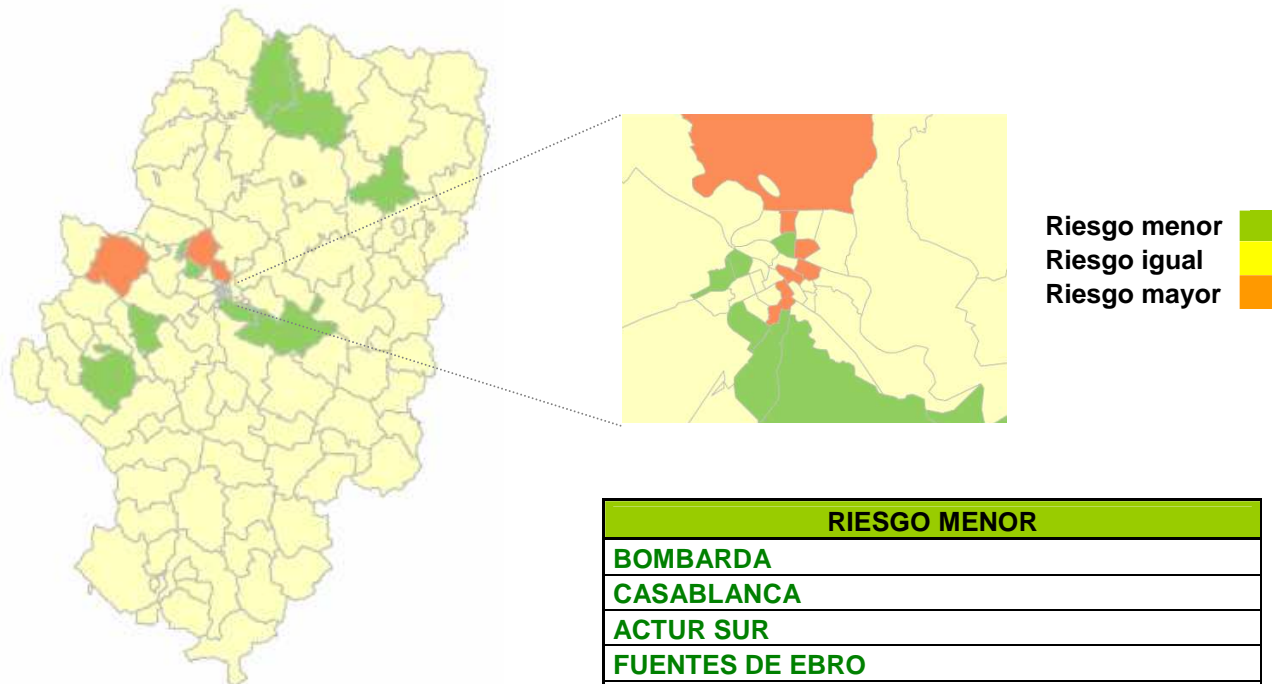 Riesgo menor
Riesgo igual
Riesgo mayor
RIESGO MENOR
BOMBARDA
CASABLANCA
ACTUR SUR
FUENTES DE EBRO